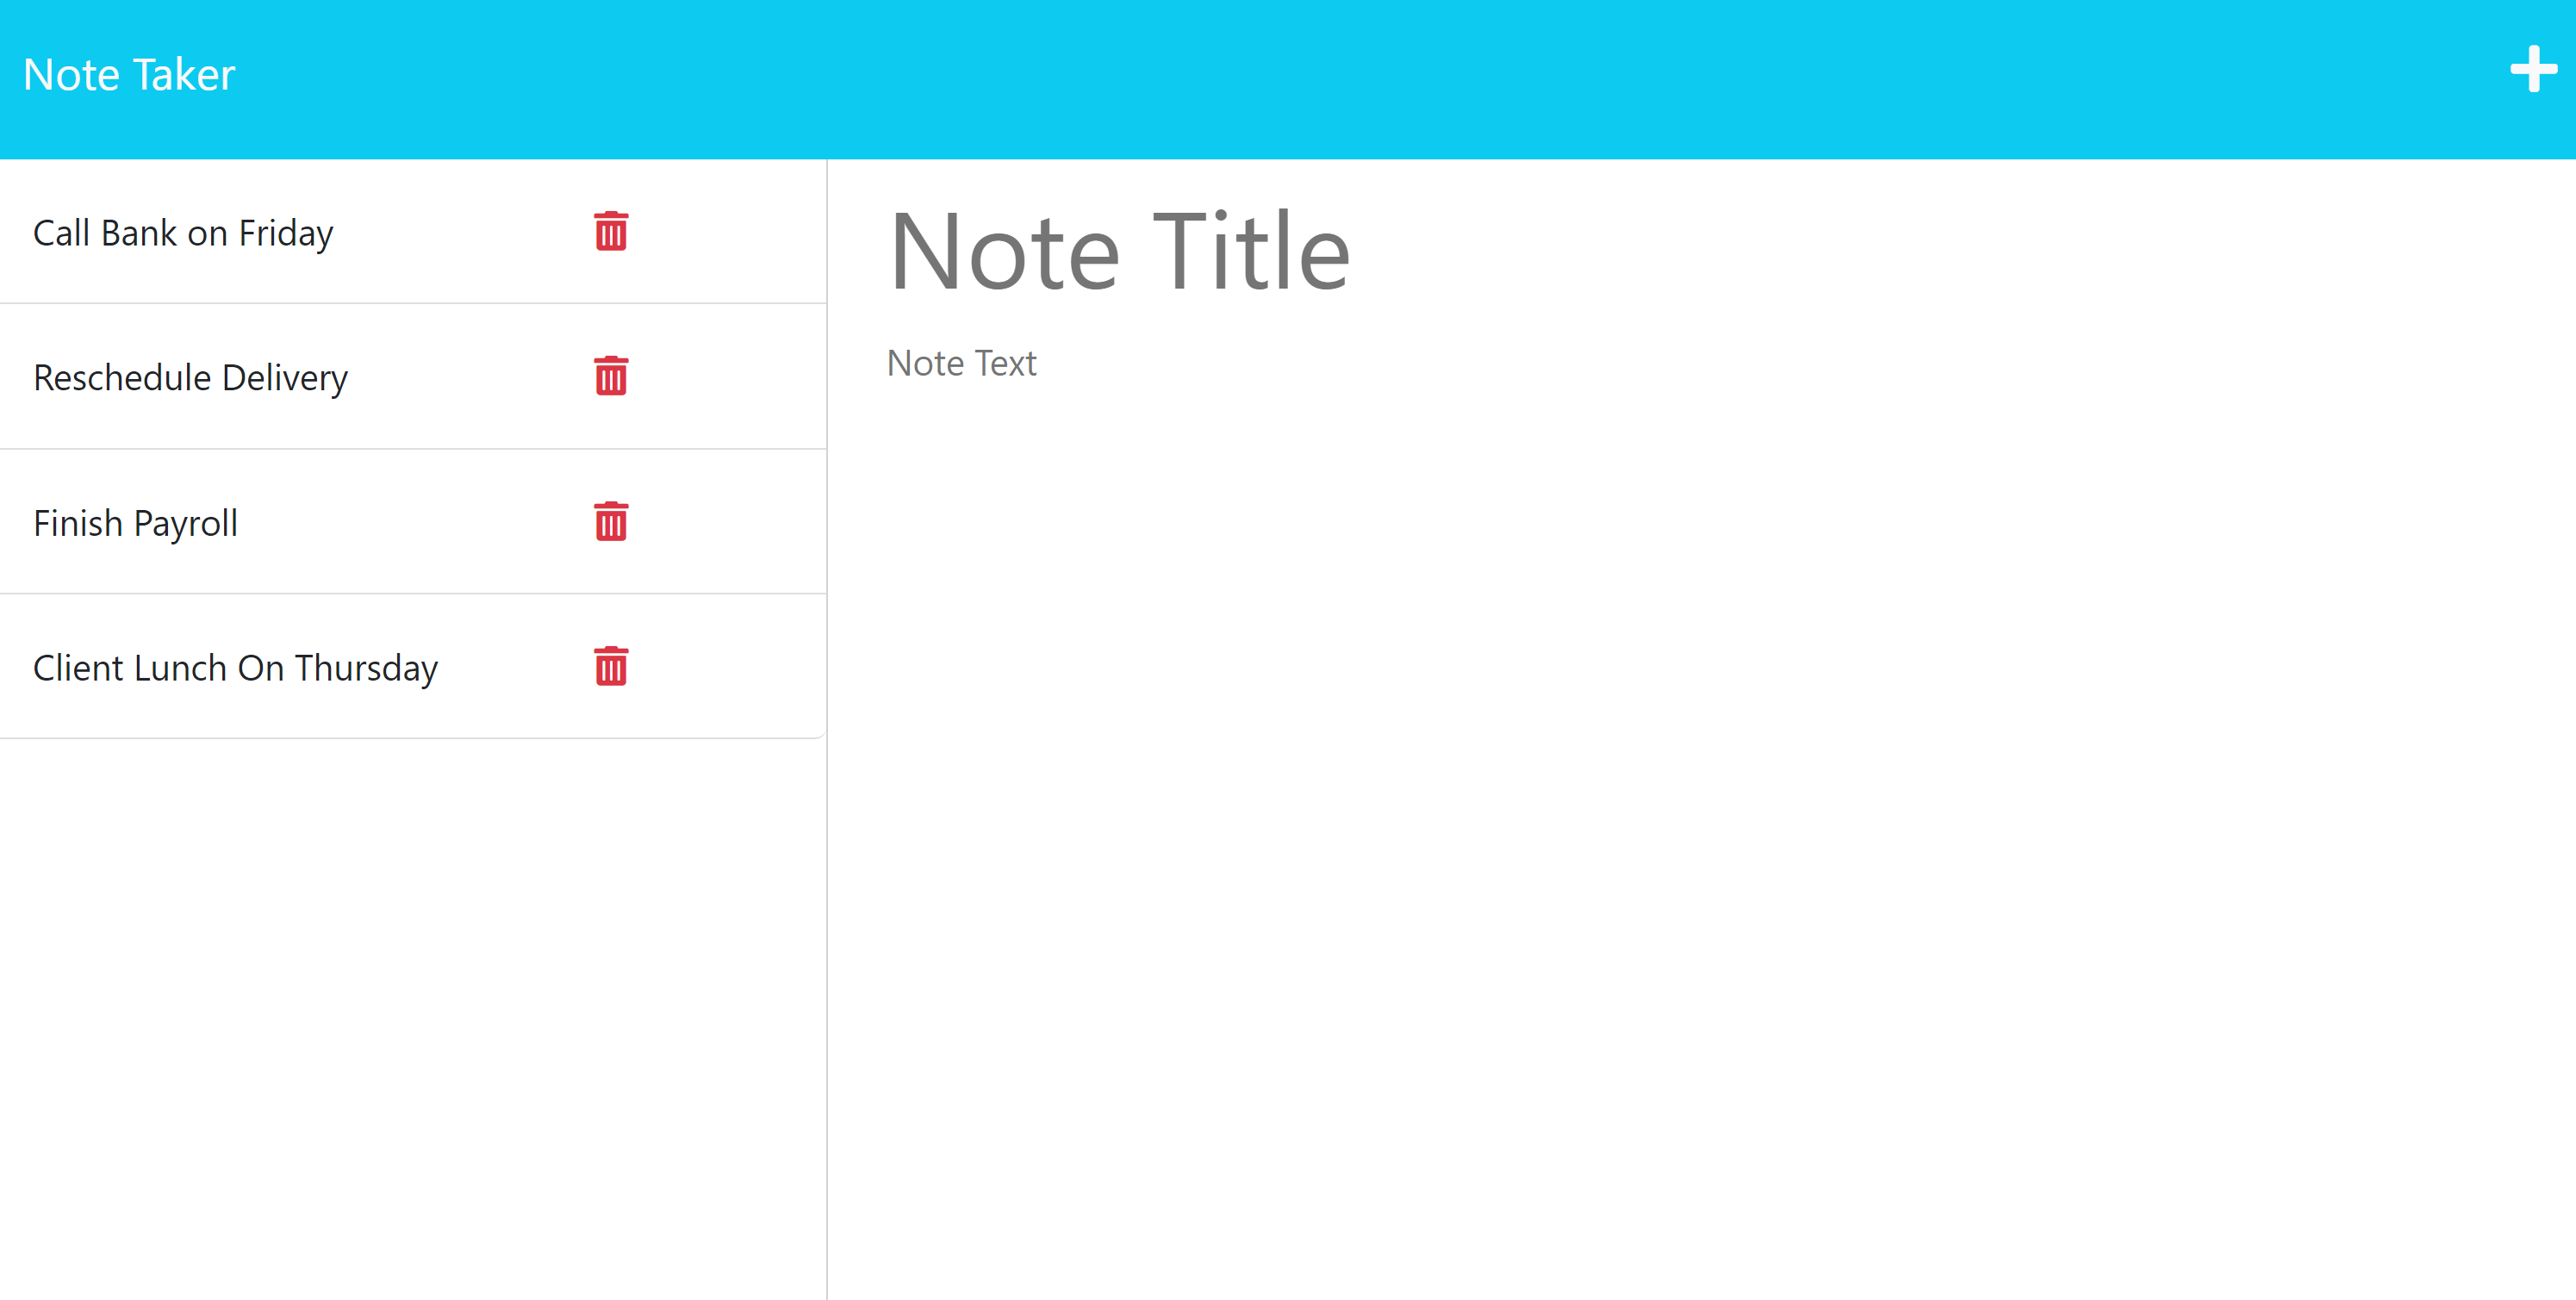 Note Taker
Call Bank on Friday
Reschedule Delivery
Finish Payroll
Client Lunch On Thursday
Note Title
Note Text